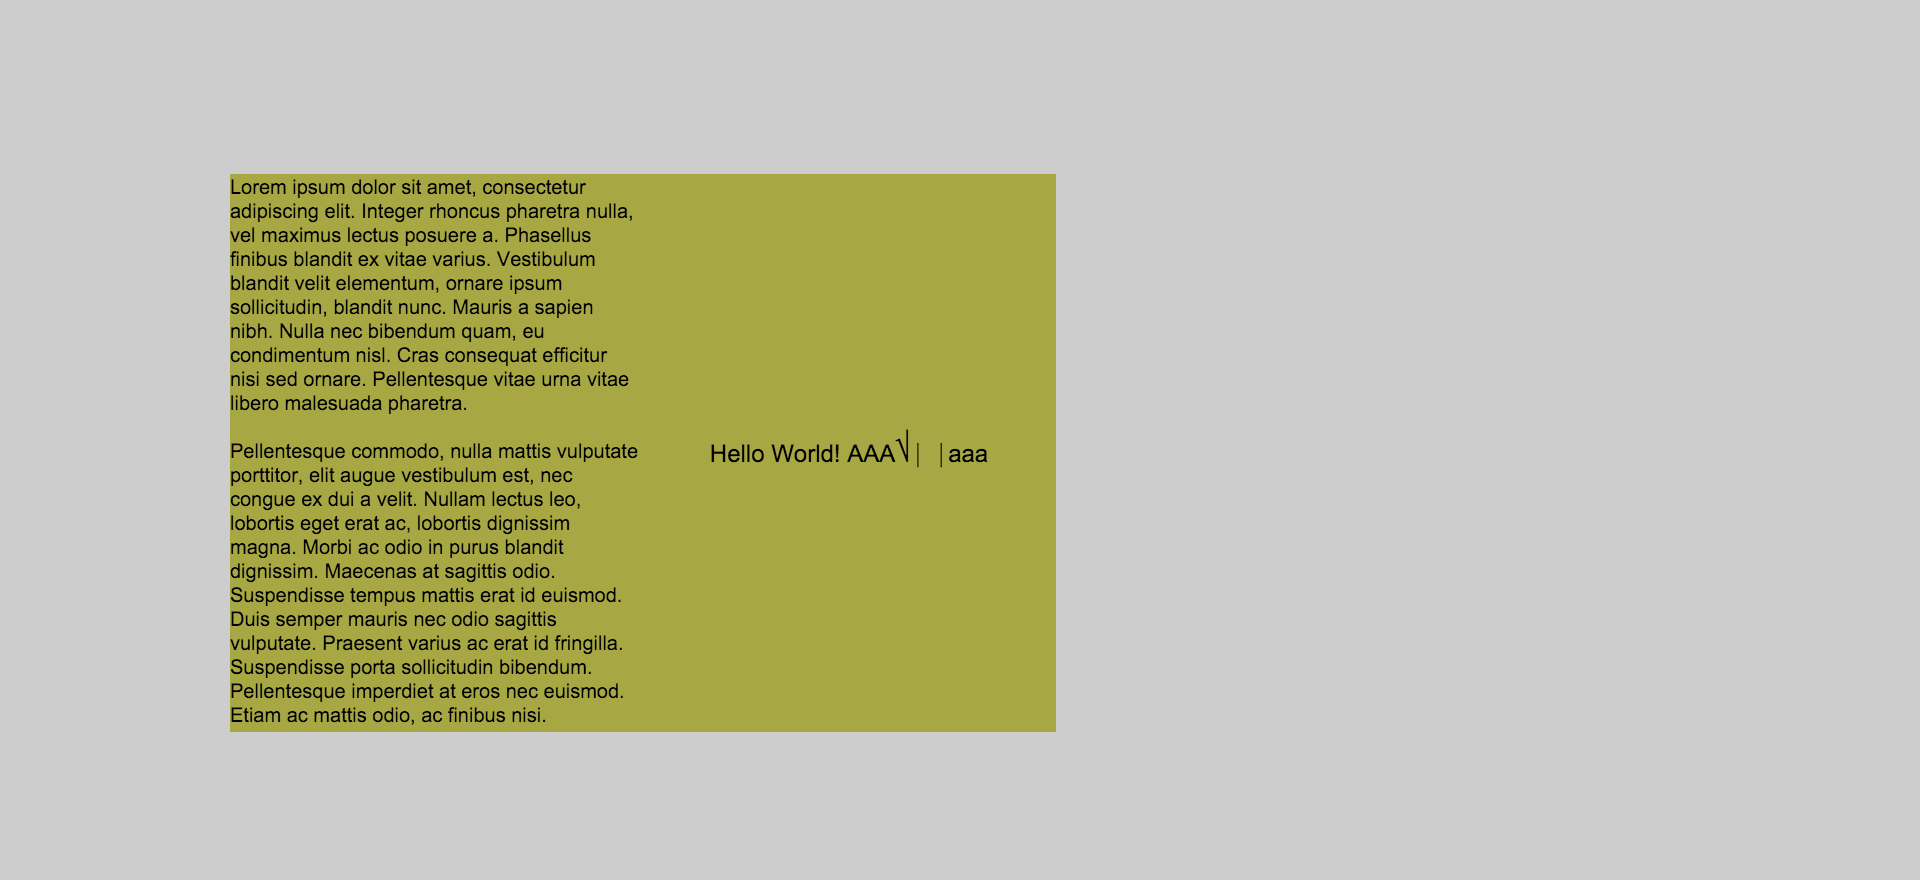 Lorem ipsum dolor sit amet, consectetur
adipiscing elit. Integer rhoncus pharetra nulla,
vel maximus lectus posuere a. Phasellus
finibus blandit ex vitae varius. Vestibulum
blandit velit elementum, ornare ipsum
sollicitudin, blandit nunc. Mauris a sapien
nibh. Nulla nec bibendum quam, eu
condimentum nisl. Cras consequat efficitur
nisi sed ornare. Pellentesque vitae urna vitae
libero malesuada pharetra.
Pellentesque commodo, nulla mattis vulputate
porttitor, elit augue vestibulum est, nec
congue ex dui a velit. Nullam lectus leo,
lobortis eget erat ac, lobortis dignissim
magna. Morbi ac odio in purus blandit
dignissim. Maecenas at sagittis odio.
Suspendisse tempus mattis erat id euismod.
Duis semper mauris nec odio sagittis
vulputate. Praesent varius ac erat id fringilla.
Suspendisse porta sollicitudin bibendum.
Pellentesque imperdiet at eros nec euismod.
Etiam ac mattis odio, ac finibus nisi.
Hello World! AAA√| |aaa